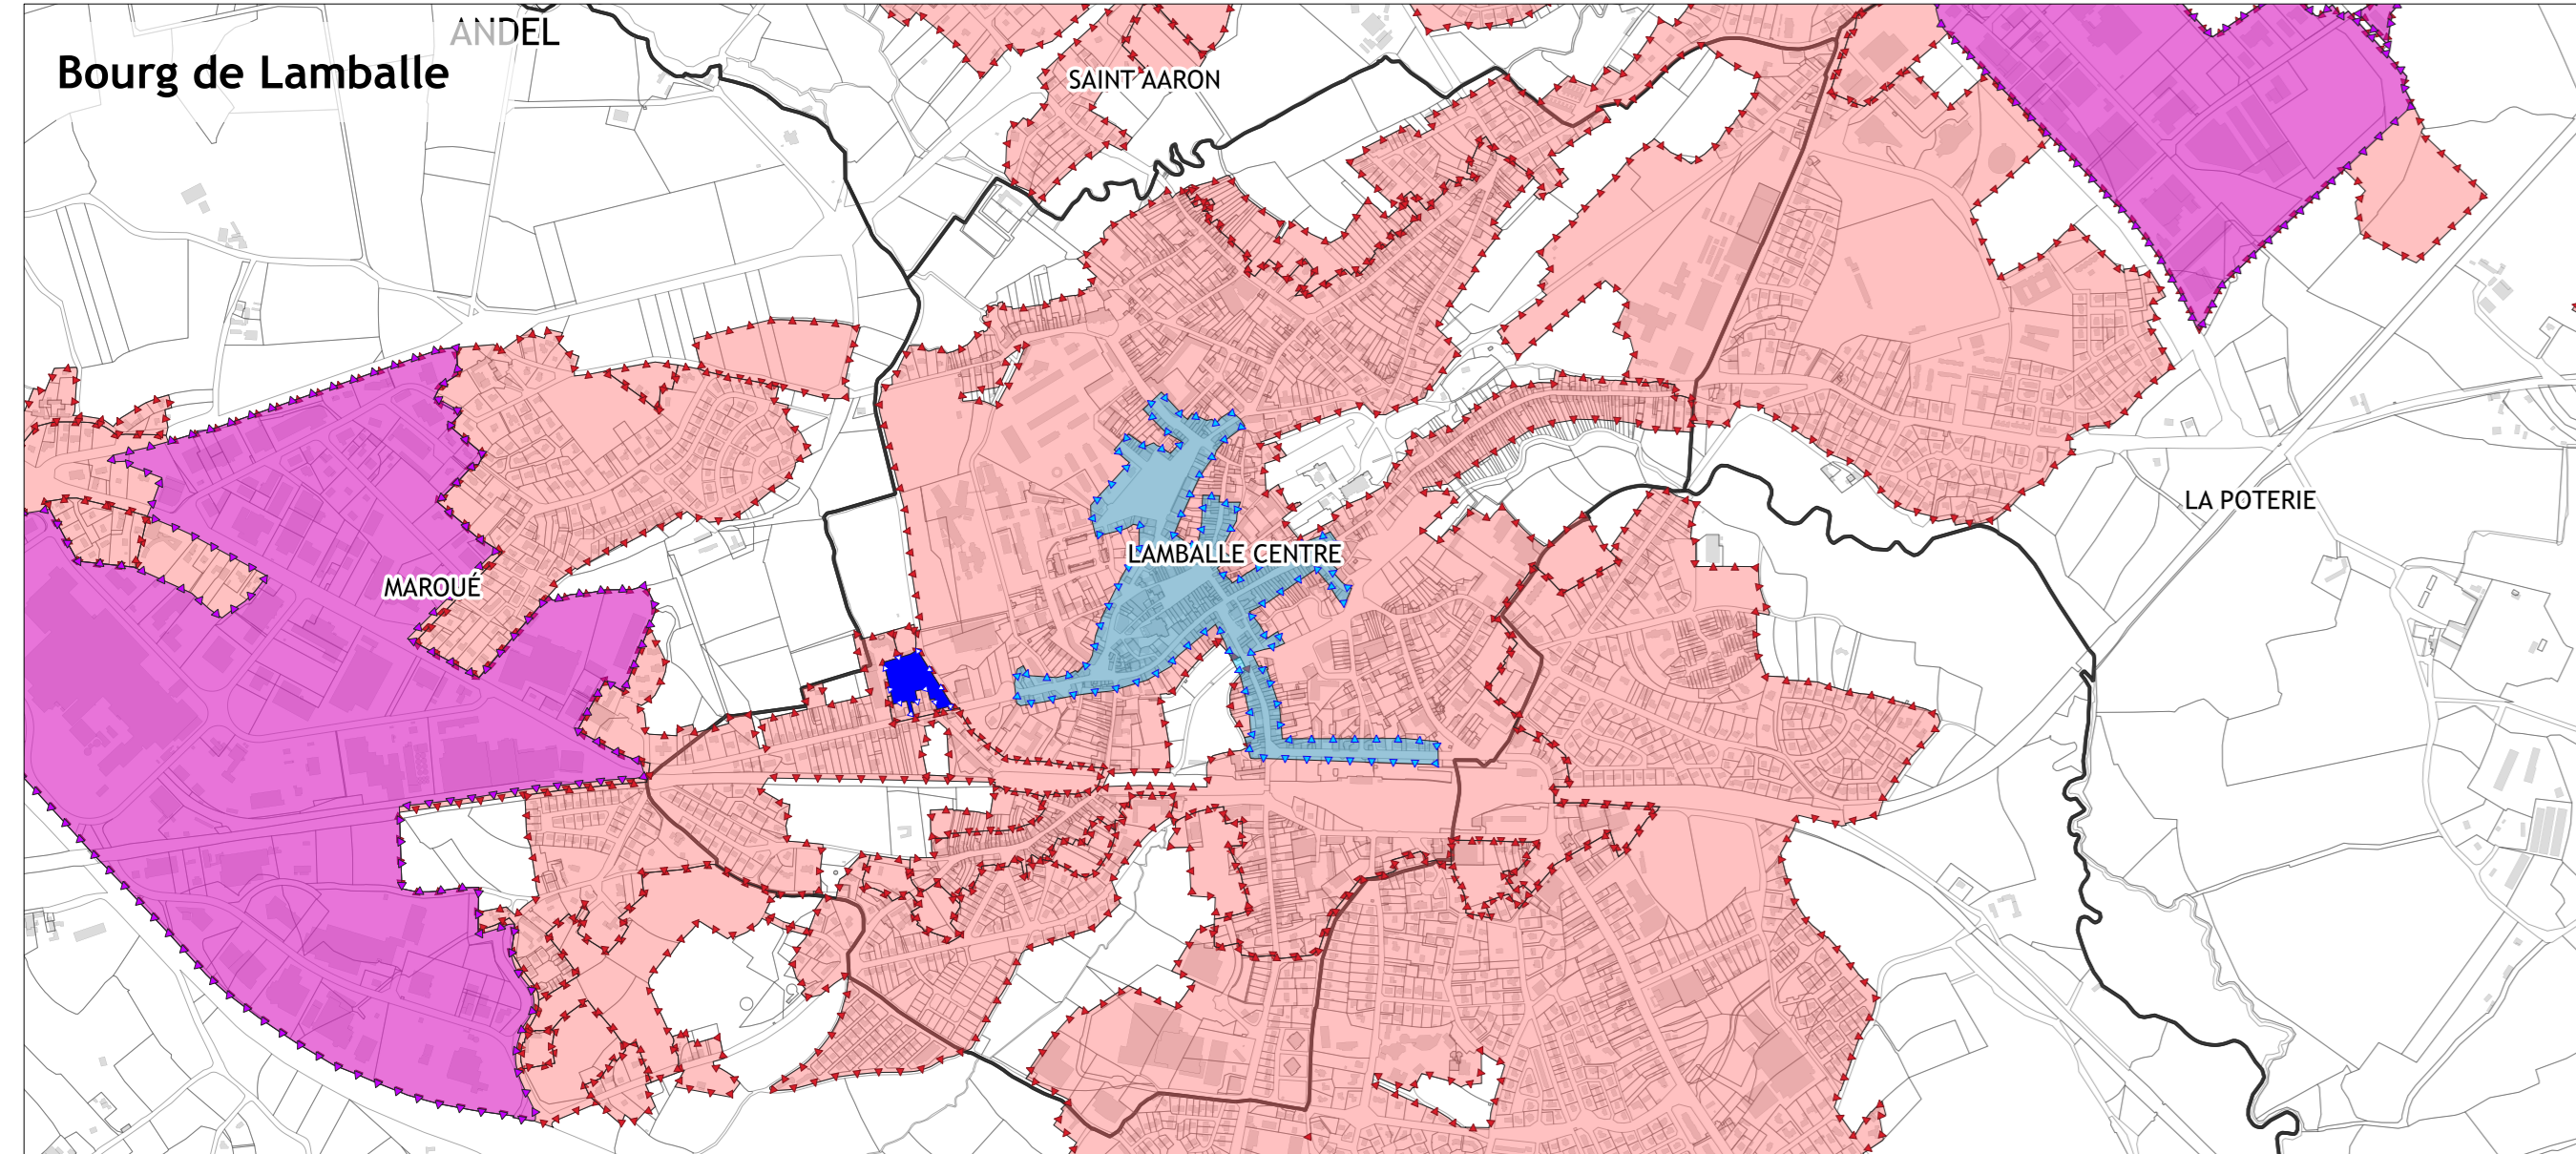 ANDEL
Bourg de Lamballe
SAINT AARON
LA POTERIE
LAMBALLE CENTRE
MAROUÉ